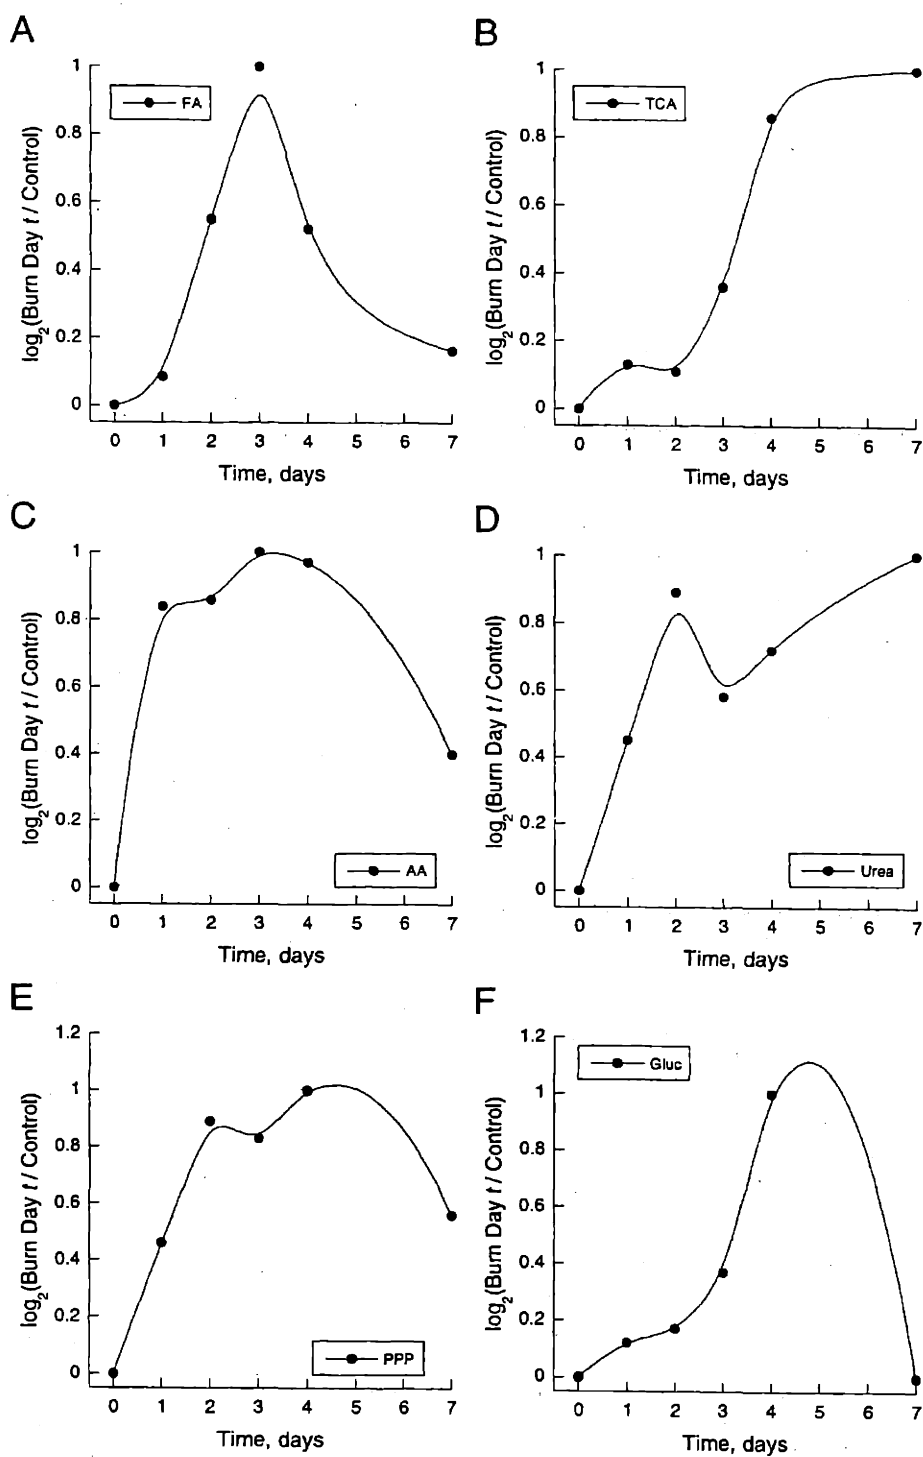 A
1
0.8
0.6
0.4
0.2
0
log2(Burn Day t / Control)
FA
0 1 2 3 4 5 6 7
Time, days
B
1
0.8
0.6
0.4
0.2
0
log2(Burn Day t / Control)
TCA
0 1 2 3 4 5 6 7
Time, days
C
1
0.8
0.6
0.4
0.2
0
log2(Burn Day t / Control)
AA
0 1 2 3 4 5 6 7
Time, days
D
1
0.8
0.6
0.4
0.2
0
log2(Burn Day t / Control)
Urea
0 1 2 3 4 5 6 7
Time, days
E
1.2
1
0.8
0.6
0.4
0.2
0
log2(Burn Day t / Control)
PPP
0 1 2 3 4 5 6 7
Time, days
F
1.2
1
0.8
0.6
0.4
0.2
0
log2(Burn Day t / Control)
Gluc
0 1 2 3 4 5 6 7
Time, days